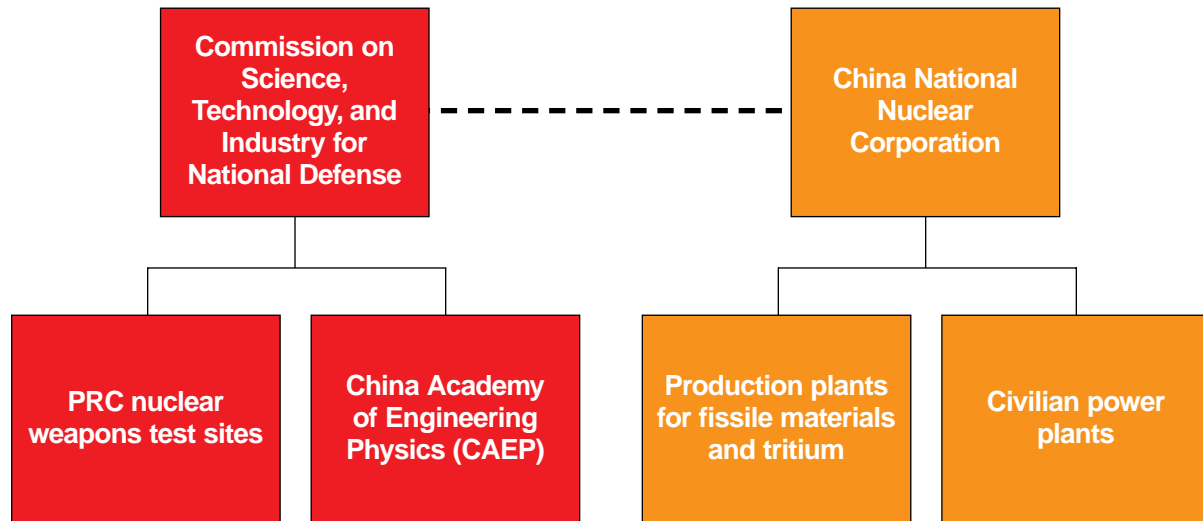 Commission on
Science,
Technology, and
Industry for
National Defense
China National
Nuclear
Corporation
PRC nuclear
weapons test sites
China Academy
of Engineering
Physics (CAEP)
Production plants
for fissile materials
and tritium
Civilian power
plants